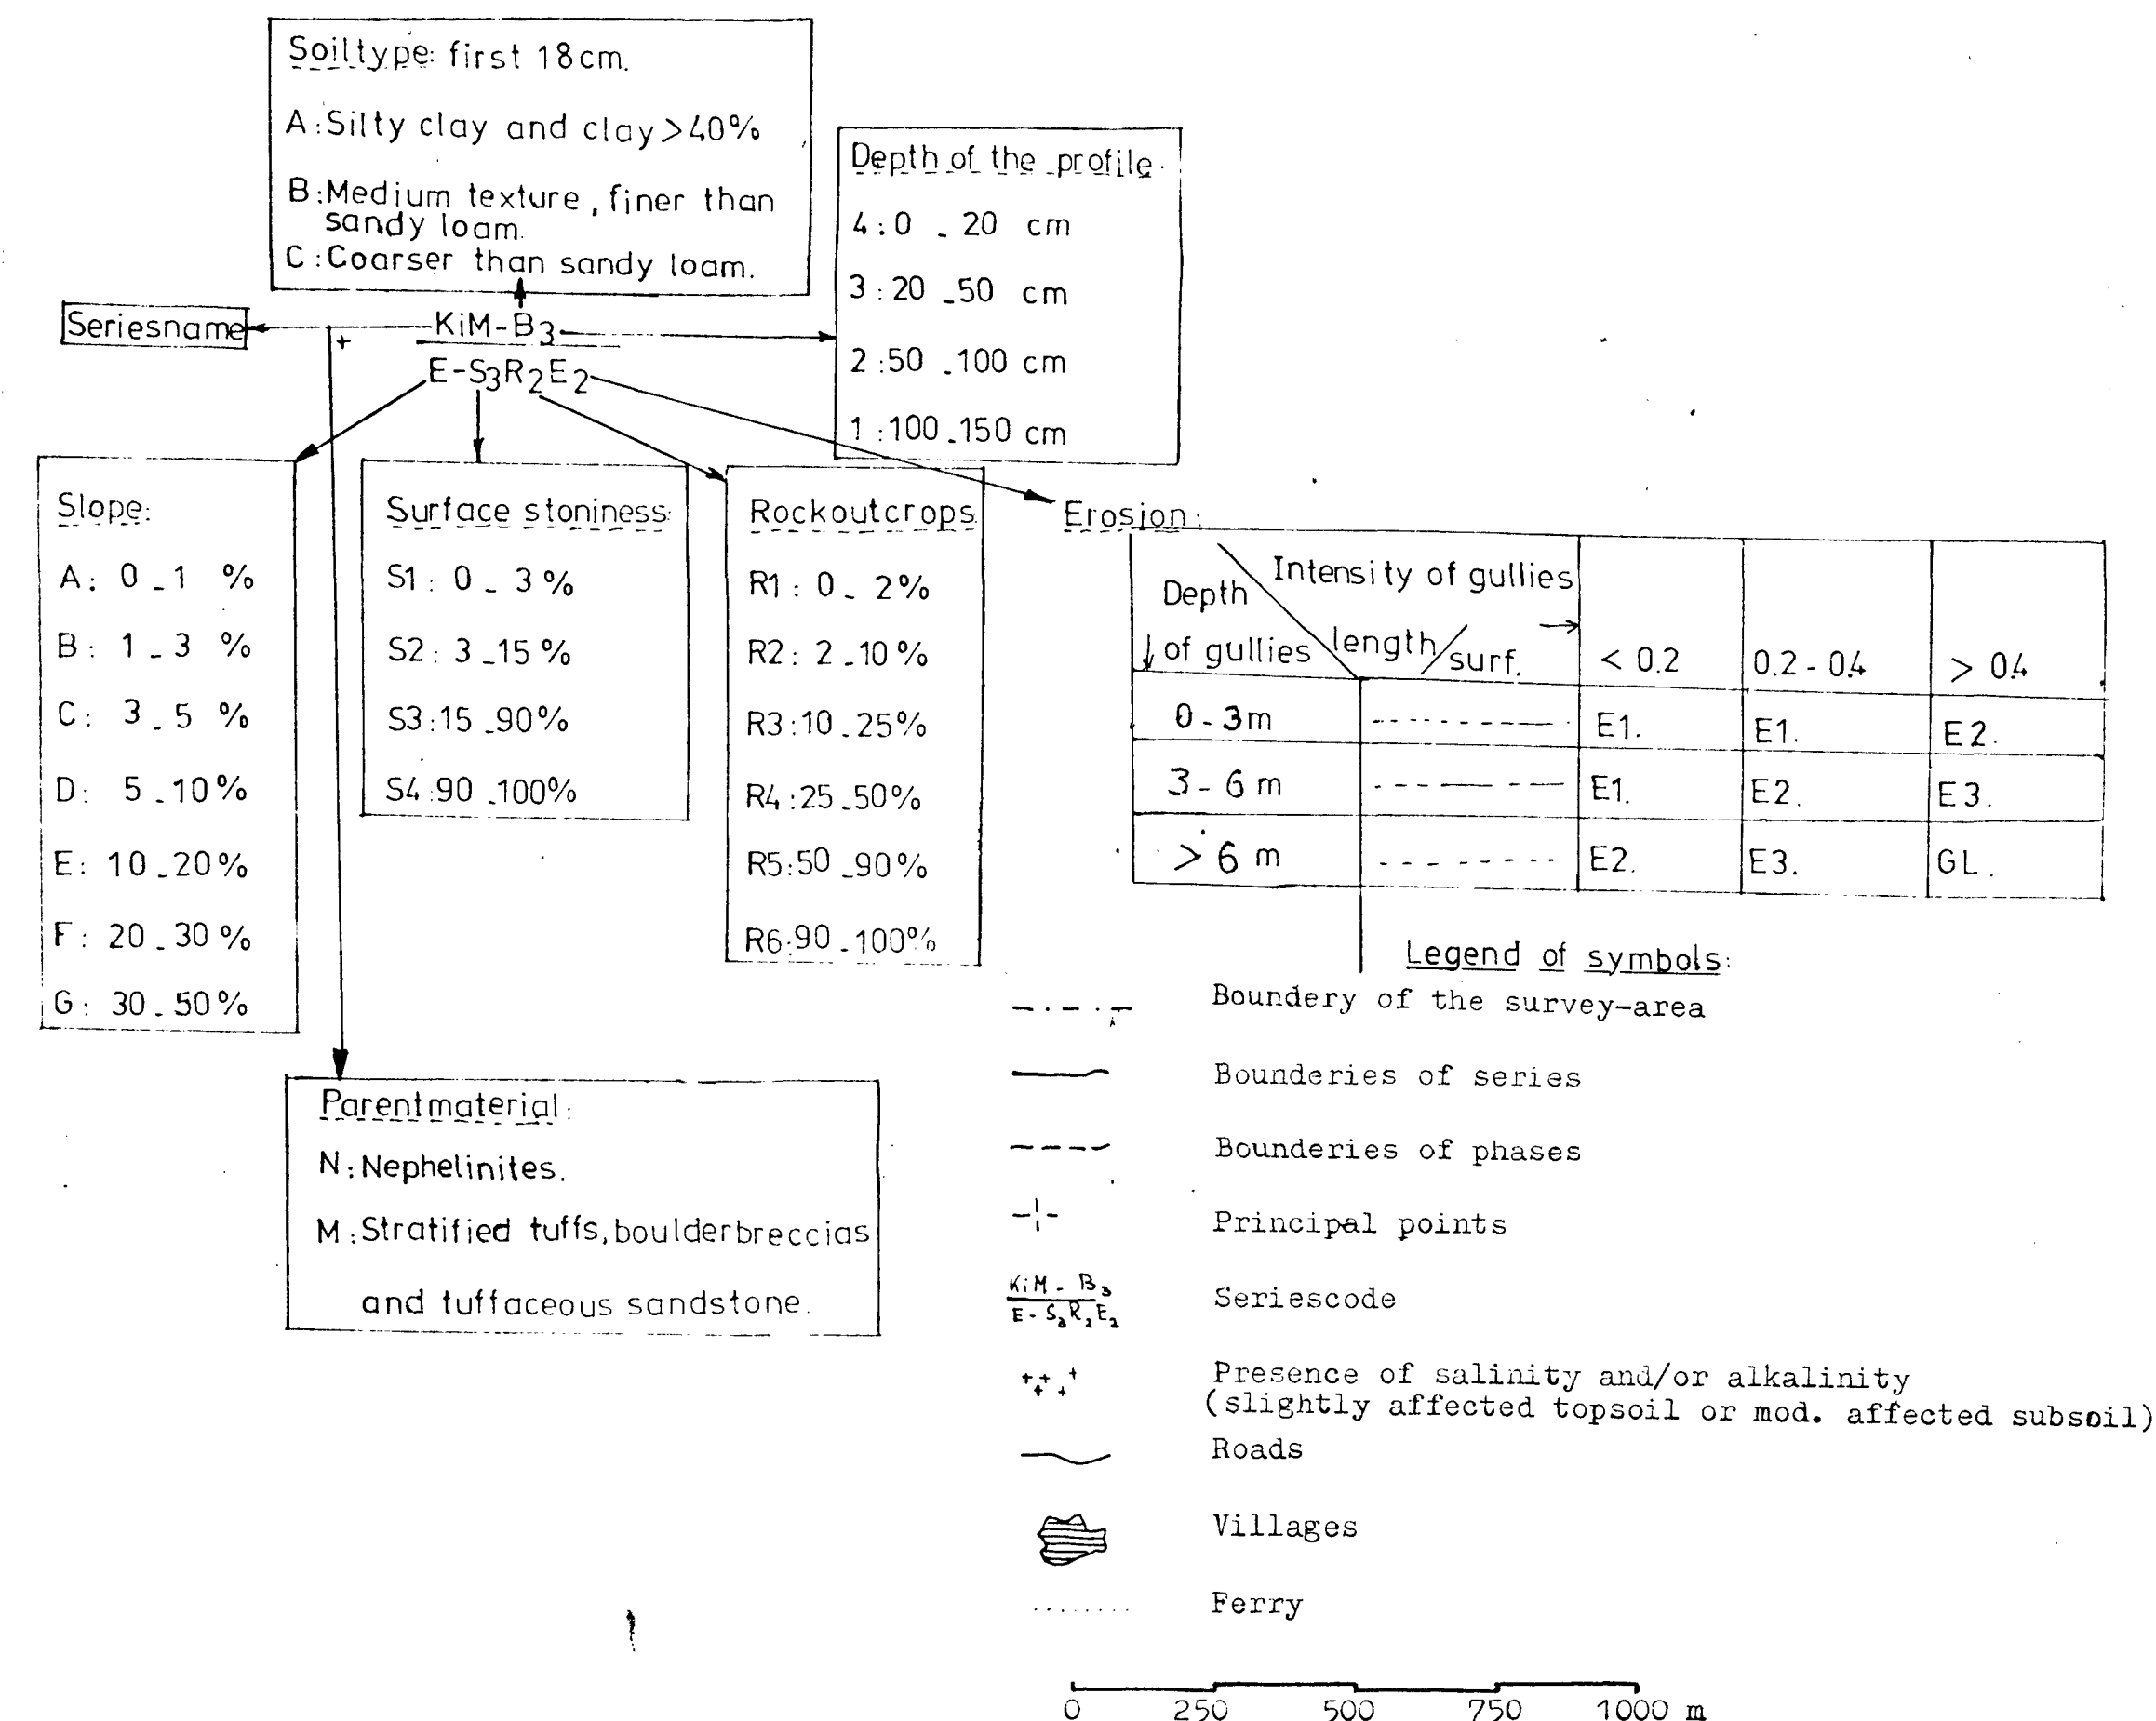 Soiltype: first 18cm.
A: Silty clay and clay >40%
B: Medium texture, finer than
sandy loam.
C: Coarser than sandy loam.
Depth of the profile.
4: 0 - 20 cm
3: 20 - 50 cm
2: 50 - 100 cm
1: 100 - 150 cm
Seriesname
+
KiM-B3
E-S3R2E2
Slope:
A: 0 - 1 %
B: 1 - 3 %
C: 3 - 5 %
D: 5 - 10%
E: 10 - 20%
F: 20 - 30 %
G: 30 - 50%
Surface stoniness:
S1: 0 - 3 %
S2: 3 - 15 %
S3: 15 - 90%
S4: 90 - 100%
Rockoutcrops:
R1: 0 - 2%
R2: 2 - 10 %
R3: 10 - 25%
R4: 25 - 50%
R5: 50 - 90%
R6: 90 - 100%
Erosion:
Depth
↓ of gullies
Intensity of gullies
length/surf. →
< 0.2
0.2 - 0.4
> 0.4
0 - 3m E1. E1. E2.
3 - 6 m E1. E2. E3.
> 6 m E2. E3. GL.
Parentmaterial:
N: Nephelinites.
M: Stratified tuffs, boulderbreccias
and tuffaceous sandstone.
Legend of symbols:
Boundery of the survey-area
Bounderies of series
Bounderies of phases
Principal points
KiM - B3
E - S3R2E2
Seriescode
Presence of salinity and/or alkalinity
(slightly affected topsoil or mod. affected subsoil)
Roads
Villages
Ferry
0 250 500 750 1000 m